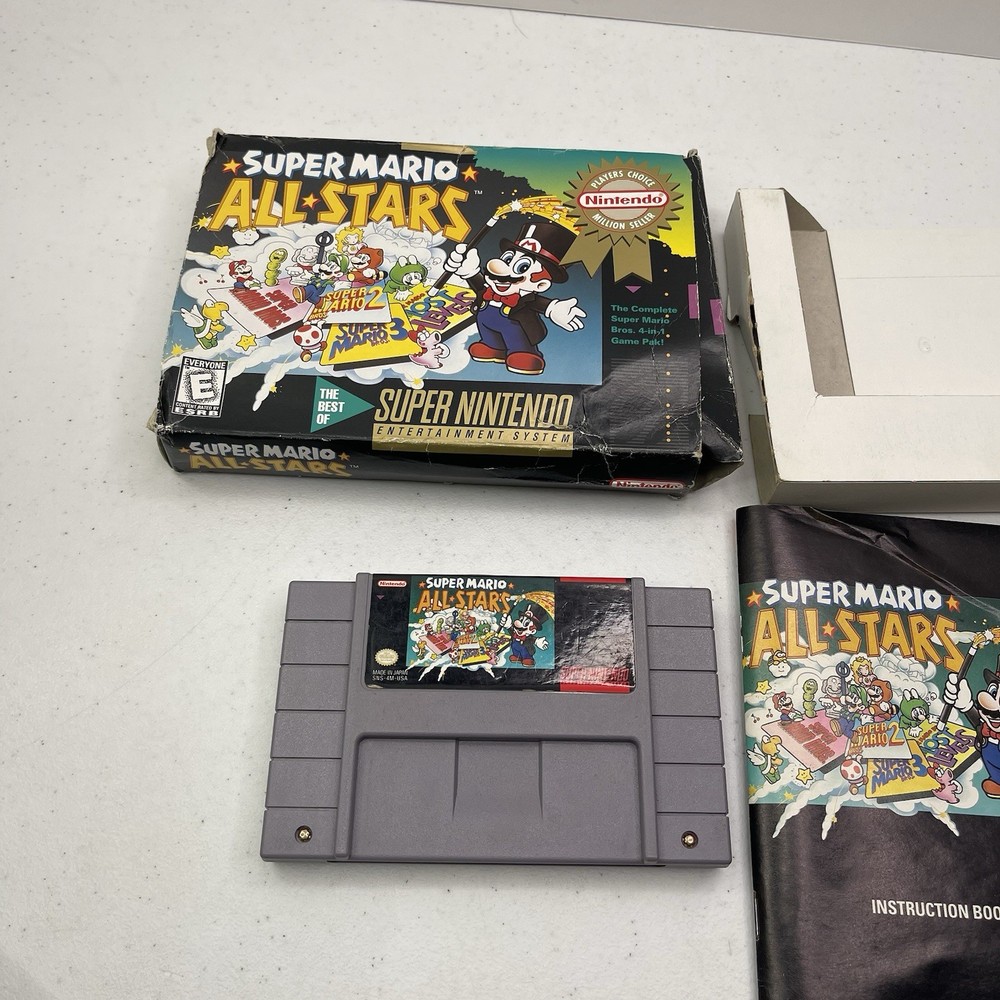 SUPER MARIO
ALL★STARS™
PLAYERS CHOICE
Nintendo
MILLION SELLER
The Complete
Super Mario
Bros. 4-in-1
Game Pak!
SUPER
MARIO 2
SUPER
MARIO 3
LOST
LEVELS
EVERYONE
E
CONTENT RATED BY
ESRB
THE
BEST
OF
SUPER NINTENDO
ENTERTAINMENT SYSTEM
SUPER MARIO
ALL★STARS™
Nintendo
Nintendo
SUPER MARIO
ALL★STARS
MADE IN JAPAN
SNS-4M-USA
SUPER MARIO
ALL★STARS
SUPER
MARIO 2
SUPER
MARIO 3
LOST
LEVELS
INSTRUCTION BOO